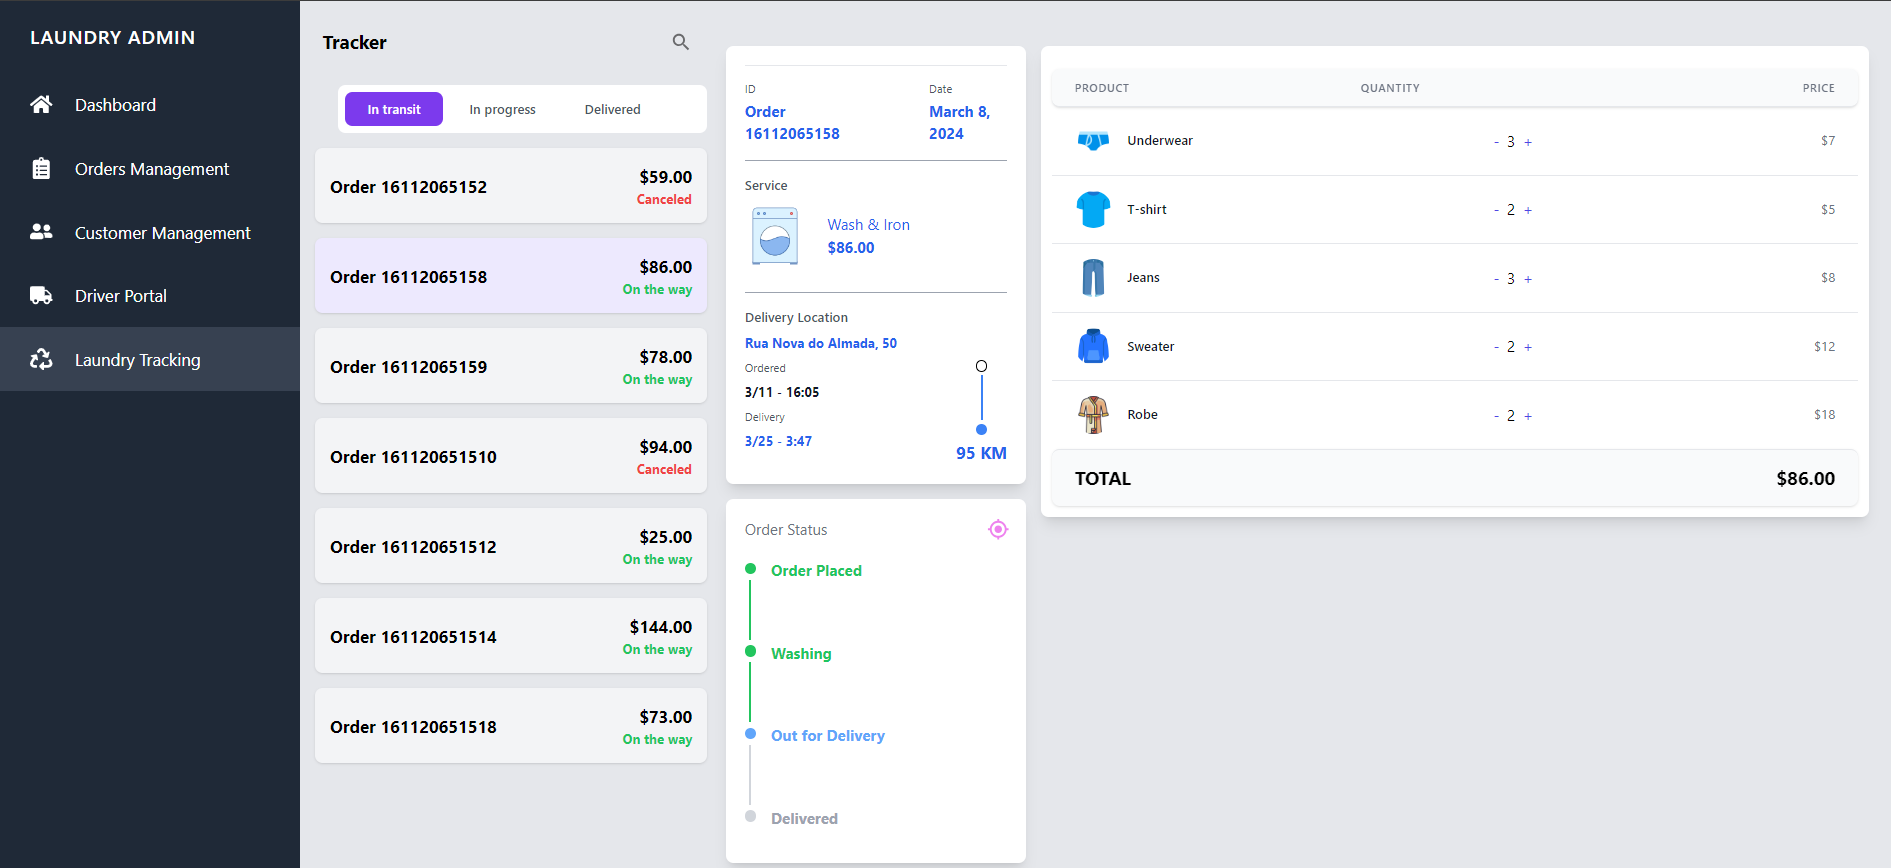 LAUNDRY ADMIN
Dashboard
Orders Management
Customer Management
Driver Portal
Laundry Tracking
Tracker
In transit
In progress
Delivered
Order 16112065152
$59.00
Canceled
Order 16112065158
$86.00
On the way
Order 16112065159
$78.00
On the way
Order 161120651510
$94.00
Canceled
Order 161120651512
$25.00
On the way
Order 161120651514
$144.00
On the way
Order 161120651518
$73.00
On the way
ID
Order
16112065158
Date
March 8,
2024
Service
Wash & Iron
$86.00
Delivery Location
Rua Nova do Almada, 50
Ordered
3/11 - 16:05
Delivery
3/25 - 3:47
95 KM
Order Status
Order Placed
Washing
Out for Delivery
Delivered
PRODUCT QUANTITY PRICE
Underwear - 3 + $7
T-shirt - 2 + $5
Jeans - 3 + $8
Sweater - 2 + $12
Robe - 2 + $18
TOTAL $86.00